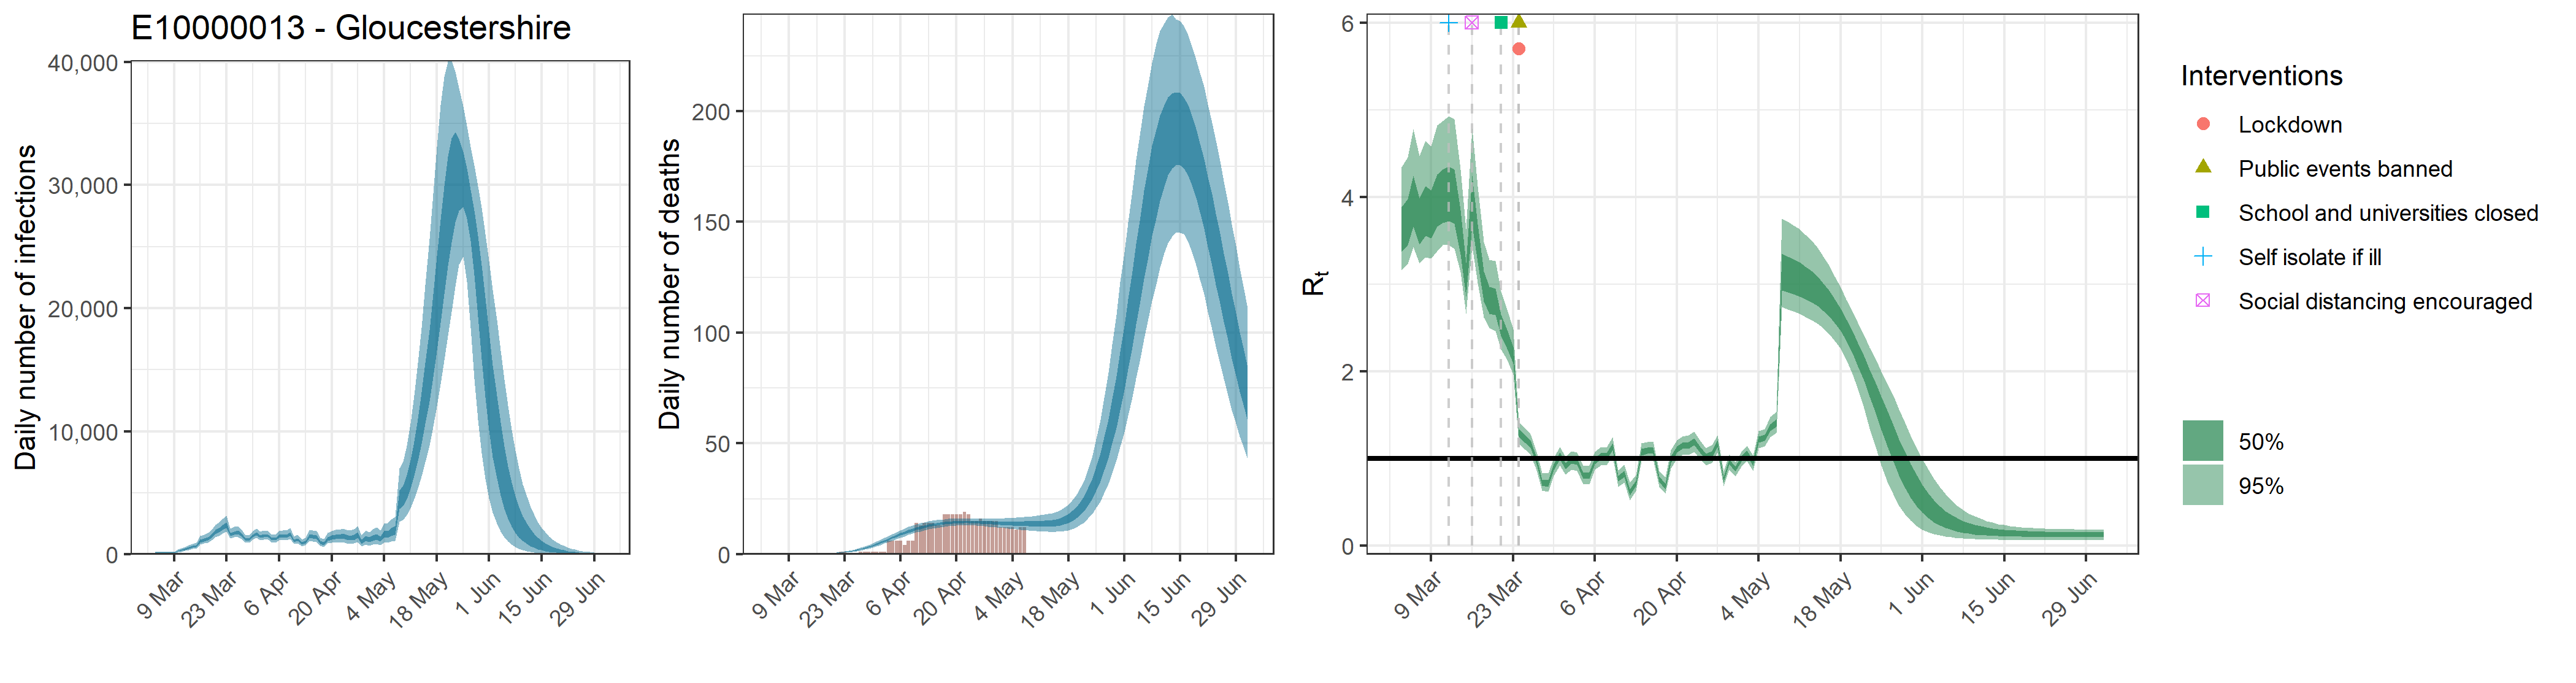 E10000013 - Gloucestershire
Daily number of infections
40,000
30,000
20,000
10,000
0
9 Mar
23 Mar
6 Apr
20 Apr
4 May
18 May
1 Jun
15 Jun
29 Jun
Daily number of deaths
200
150
100
50
0
9 Mar
23 Mar
6 Apr
20 Apr
4 May
18 May
1 Jun
15 Jun
29 Jun
Rt
6
4
2
0
9 Mar
23 Mar
6 Apr
20 Apr
4 May
18 May
1 Jun
15 Jun
29 Jun
Interventions
Lockdown
Public events banned
School and universities closed
Self isolate if ill
Social distancing encouraged
50%
95%